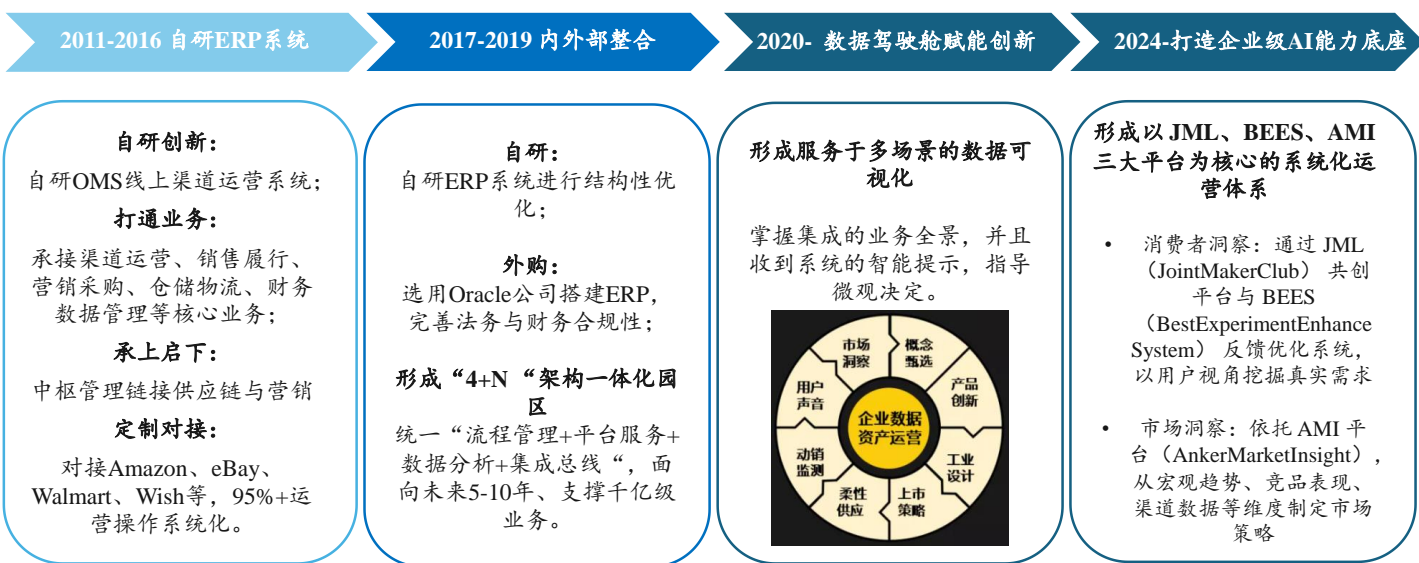 2011-2016 自研ERP系统
2017-2019 内外部整合
2020- 数据驾驶舱赋能创新
2024-打造企业级AI能力底座
自研创新：
自研OMS线上渠道运营系统；
打通业务：
承接渠道运营、销售履行、
营销采购、仓储物流、财务
数据管理等核心业务；
承上启下：
中枢管理链接供应链与营销
定制对接：
对接Amazon、eBay、
Walmart、Wish等，95%+运
营操作系统化。
自研：
自研ERP系统进行结构性优
化；
外购：
选用Oracle公司搭建ERP，
完善法务与财务合规性；
形成“4+N “架构一体化园
区
统一“流程管理+平台服务+
数据分析+集成总线“，面
向未来5-10年、支撑千亿级
业务。
形成服务于多场景的数据可
视化
掌握集成的业务全景，并且
收到系统的智能提示，指导
微观决定。
市场
洞察
概念
甄选
产品
创新
工业
设计
上市
策略
柔性
供应
动销
监测
用户
声音
企业数据
资产运营
形成以 JML、BEES、AMI
三大平台为核心的系统化运
营体系
• 消费者洞察：通过 JML
（JointMakerClub） 共创
平台与 BEES
（BestExperimentEnhance
System） 反馈优化系统，
以用户视角挖掘真实需求
• 市场洞察：依托 AMI 平
台（AnkerMarketInsight），
从宏观趋势、竞品表现、
渠道数据等维度制定市场
策略